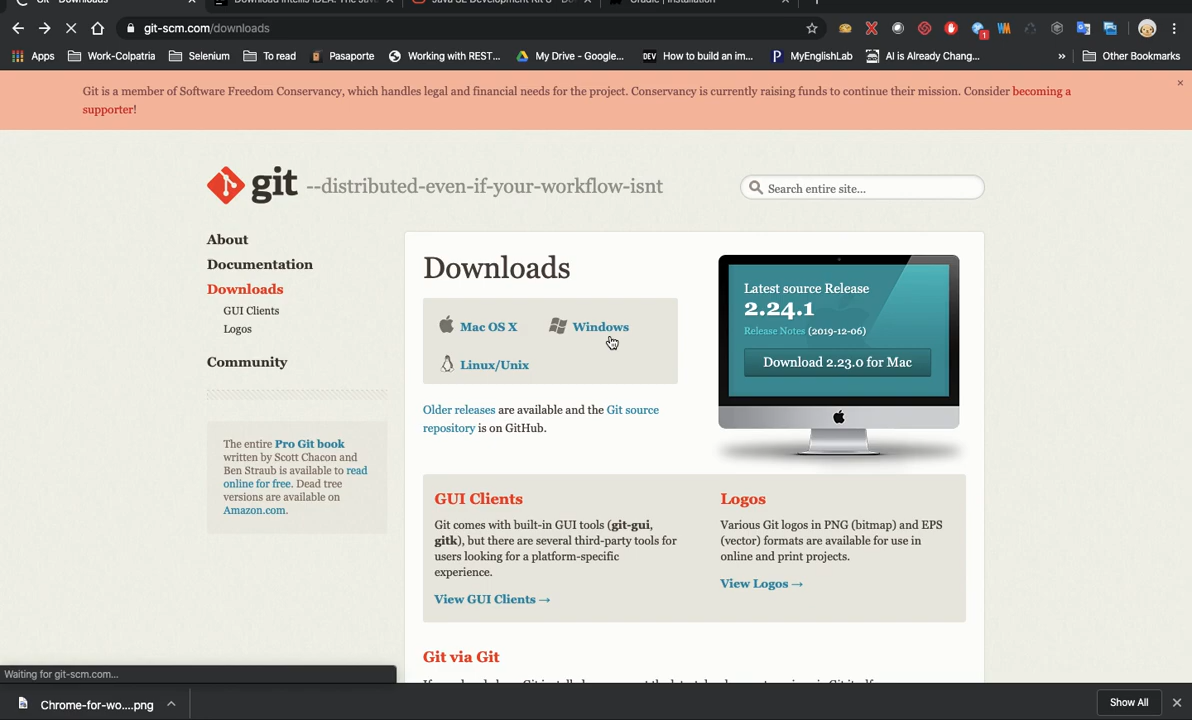 Git - Downloads
git-scm.com/downloads
1
Apps Work-Colpatria Selenium To read Pasaporte Working with REST... My Drive - Google... DEV How to build an im... MyEnglishLab AI is Already Chang... » Other Bookmarks
Git is a member of Software Freedom Conservancy, which handles legal and financial needs for the project. Conservancy is currently raising funds to continue their mission. Consider becoming a
supporter!
git --distributed-even-if-your-workflow-isnt
Search entire site...
About
Documentation
Downloads
GUI Clients
Logos
Community
The entire Pro Git book
written by Scott Chacon and
Ben Straub is available to read
online for free. Dead tree
versions are available on
Amazon.com.
Downloads
Mac OS X Windows
Linux/Unix
Older releases are available and the Git source
repository is on GitHub.
Latest source Release
2.24.1
Release Notes (2019-12-06)
Download 2.23.0 for Mac
GUI Clients
Git comes with built-in GUI tools (git-gui,
gitk), but there are several third-party tools for
users looking for a platform-specific
experience.
View GUI Clients →
Logos
Various Git logos in PNG (bitmap) and EPS
(vector) formats are available for use in
online and print projects.
View Logos →
Git via Git
Waiting for git-scm.com...
Chrome-for-wo....png
Show All